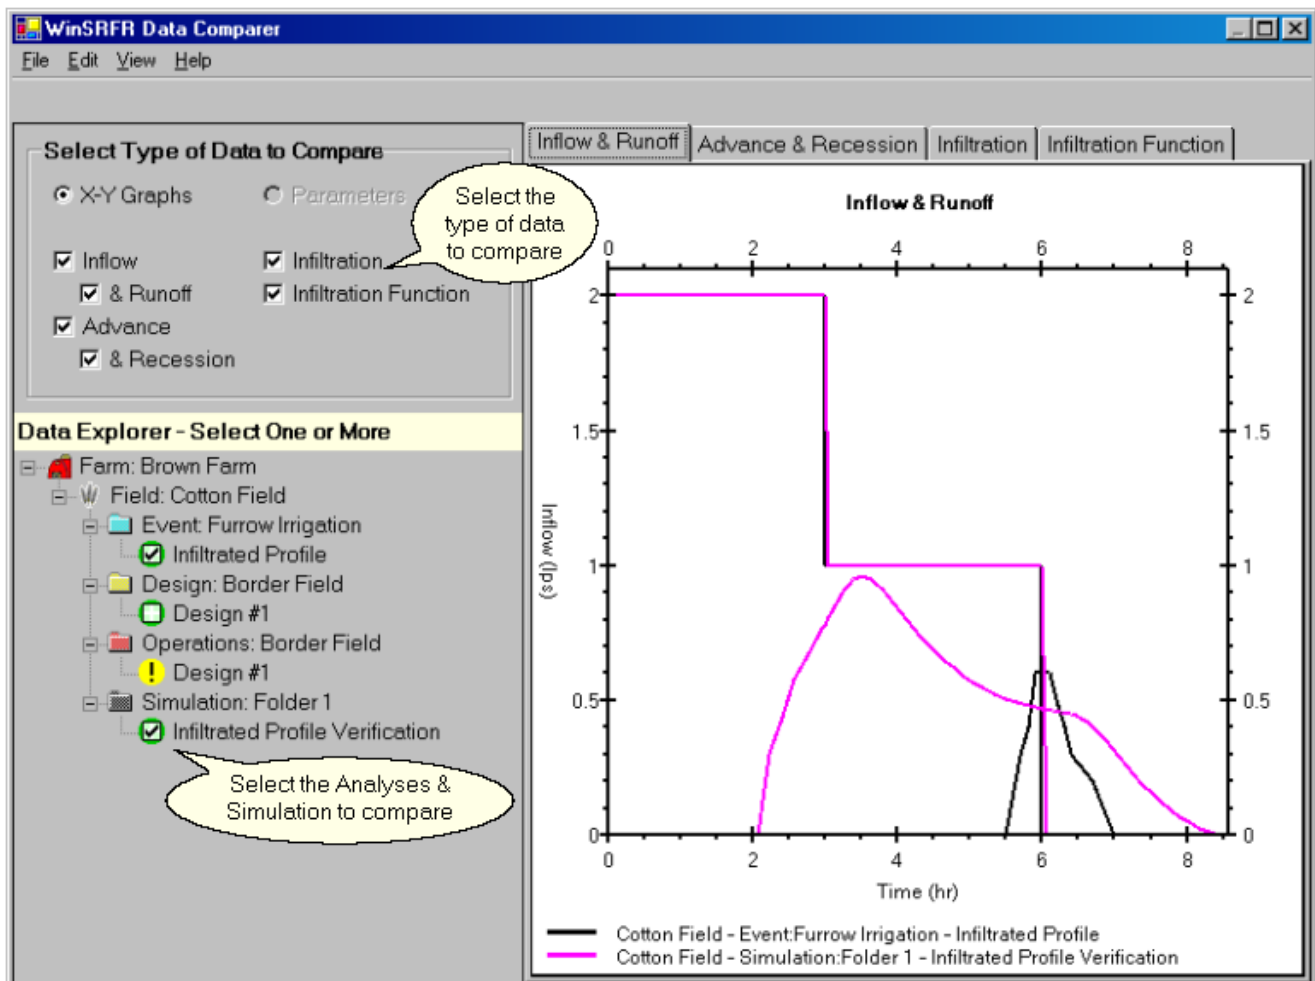 WinSRFR Data Comparer
File Edit View Help
Select Type of Data to Compare
X-Y Graphs Parameters
Inflow Infiltration
& Runoff Infiltration Function
Advance
& Recession
Select the
type of data
to compare
Data Explorer - Select One or More
Farm: Brown Farm
Field: Cotton Field
Event: Furrow Irrigation
Infiltrated Profile
Design: Border Field
Design #1
Operations: Border Field
! Design #1
Simulation: Folder 1
Infiltrated Profile Verification
Select the Analyses &
Simulation to compare
Inflow & Runoff Advance & Recession Infiltration Infiltration Function
Inflow & Runoff
0 2 4 6 8
2 2
1.5 1.5
1 1
0.5 0.5
0 0
Inflow (lps)
0 2 4 6 8
Time (hr)
Cotton Field - Event:Furrow Irrigation - Infiltrated Profile
Cotton Field - Simulation:Folder 1 - Infiltrated Profile Verification